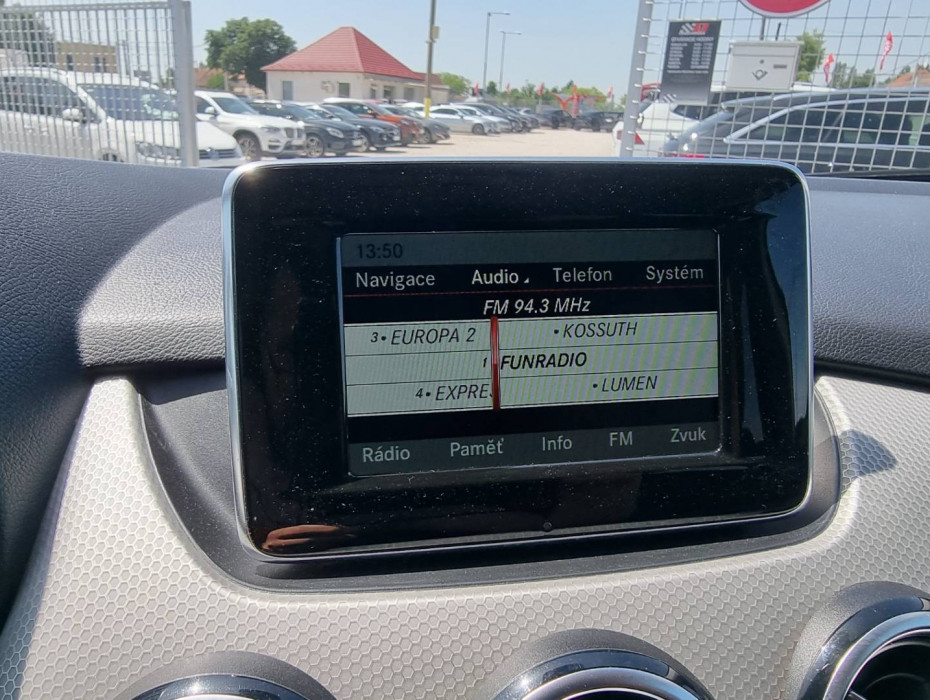 13:50
Navigace Audio Telefon Systém
FM 94.3 MHz
3•EUROPA 2 •KOSSUTH
1 FUNRADIO
4•EXPRE •LUMEN
Rádio Paměť Info FM Zvuk